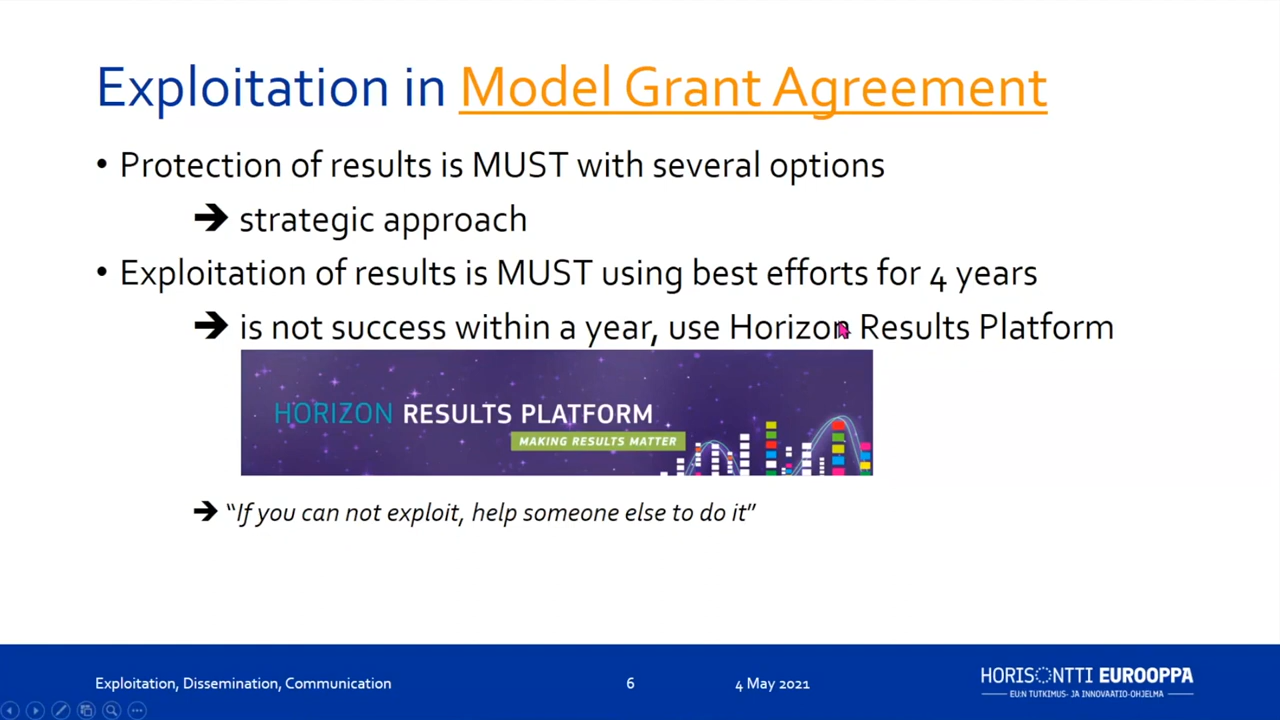 Exploitation in Model Grant Agreement
• Protection of results is MUST with several options
➔ strategic approach
• Exploitation of results is MUST using best efforts for 4 years
➔ is not success within a year, use Horizon Results Platform
HORIZON RESULTS PLATFORM
MAKING RESULTS MATTER
➔ “If you can not exploit, help someone else to do it”
Exploitation, Dissemination, Communication 6 4 May 2021
HORISONTTI EUROOPPA
EU:N TUTKIMUS- JA INNOVAATIO-OHJELMA